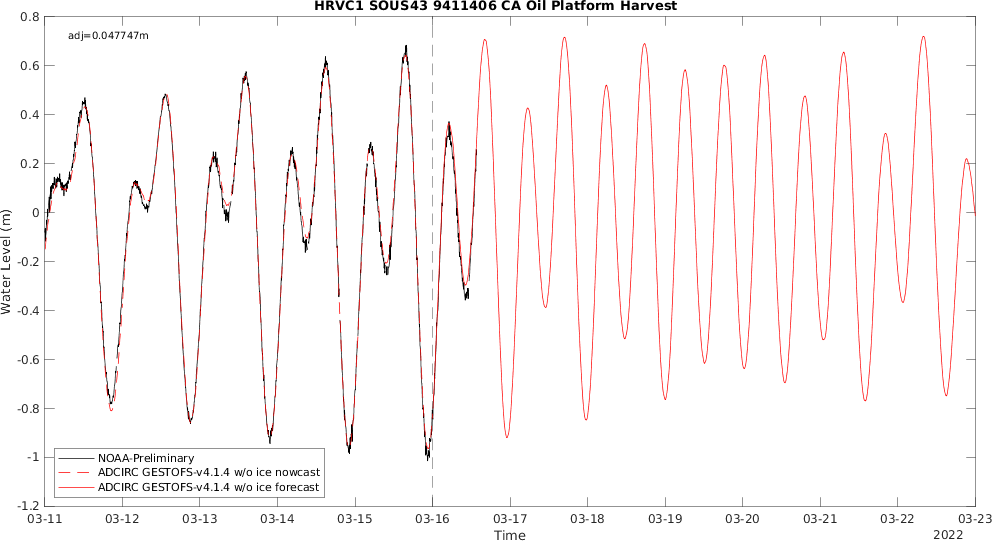 HRVC1 SOUS43 9411406 CA Oil Platform Harvest
adj=0.047747m
0.8
0.6
0.4
0.2
0
-0.2
-0.4
-0.6
-0.8
-1
-1.2
Water Level (m)
NOAA-Preliminary
ADCIRC GESTOFS-v4.1.4 w/o ice nowcast
ADCIRC GESTOFS-v4.1.4 w/o ice forecast
03-11 03-12 03-13 03-14 03-15 03-16 03-17 03-18 03-19 03-20 03-21 03-22 03-23
Time
2022